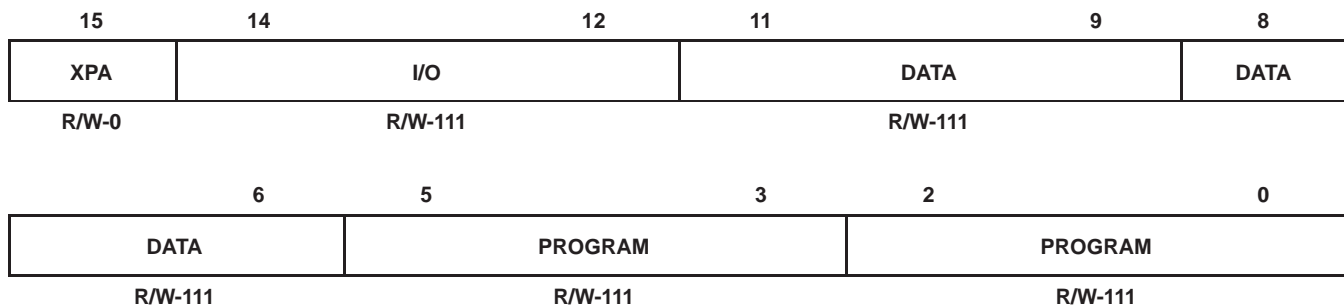 15 14 12 11 9 8
XPA I/O DATA DATA
R/W-0 R/W-111 R/W-111
6 5 3 2 0
DATA PROGRAM PROGRAM
R/W-111 R/W-111 R/W-111